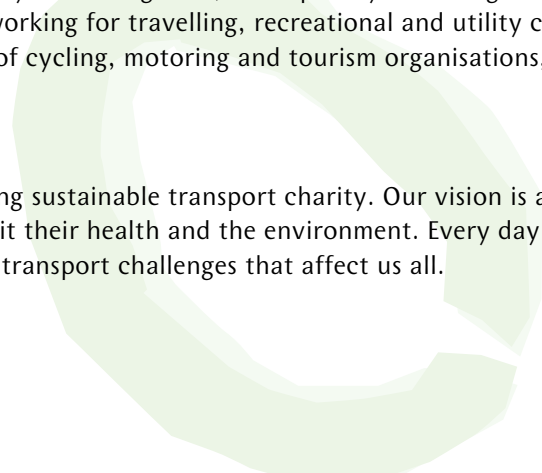 working for travelling, recreational and utility c
of cycling, motoring and tourism organisations,
ng sustainable transport charity. Our vision is a
it their health and the environment. Every day
transport challenges that affect us all.